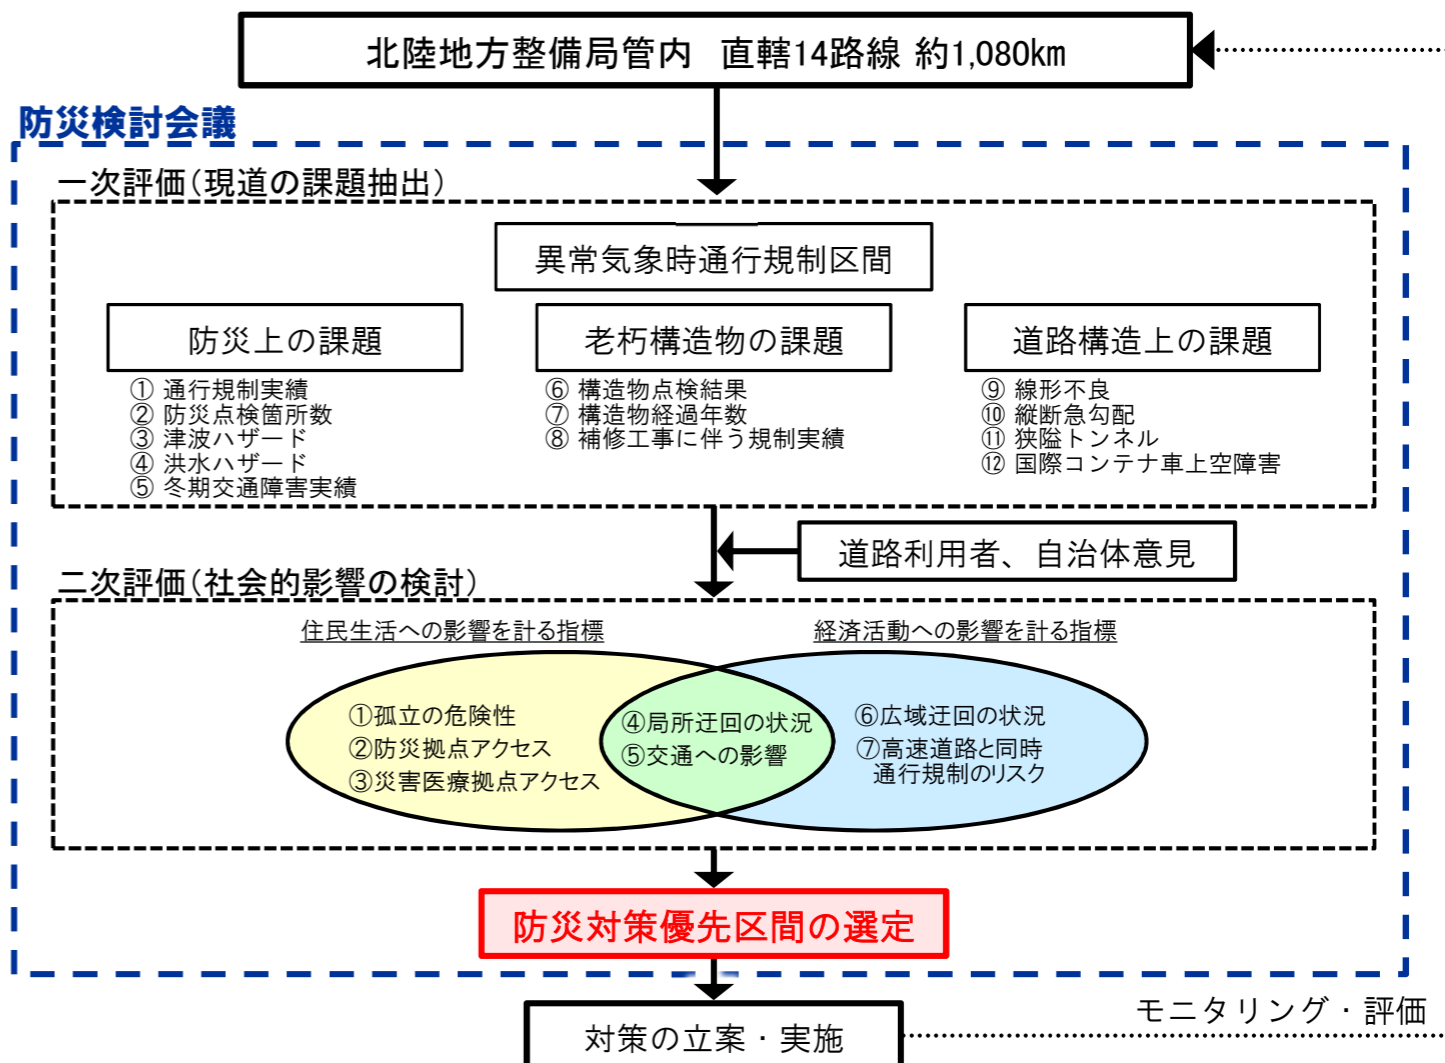 北陸地方整備局管内　直轄14路線 約1,080km
防災検討会議
一次評価（現道の課題抽出）
異常気象時通行規制区間
防災上の課題
① 通行規制実績
② 防災点検箇所数
③ 津波ハザード
④ 洪水ハザード
⑤ 冬期交通障害実績
老朽構造物の課題
⑥ 構造物点検結果
⑦ 構造物経過年数
⑧ 補修工事に伴う規制実績
道路構造上の課題
⑨ 線形不良
⑩ 縦断急勾配
⑪ 狭隘トンネル
⑫ 国際コンテナ車上空障害
道路利用者、自治体意見
二次評価（社会的影響の検討）
住民生活への影響を計る指標
経済活動への影響を計る指標
①孤立の危険性
②防災拠点アクセス
③災害医療拠点アクセス
④局所迂回の状況
⑤交通への影響
⑥広域迂回の状況
⑦高速道路と同時
通行規制のリスク
防災対策優先区間の選定
対策の立案・実施
モニタリング・評価